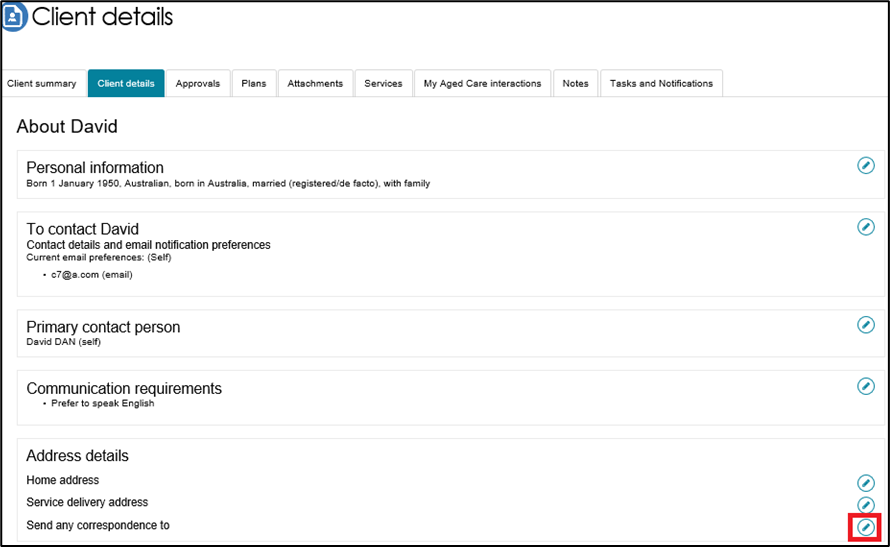 Client details
Client summary
Client details
Approvals
Plans
Attachments
Services
My Aged Care interactions
Notes
Tasks and Notifications
About David
Personal information
Born 1 January 1950, Australian, born in Australia, married (registered/de facto), with family
To contact David
Contact details and email notification preferences
Current email preferences: (Self)
• c7@a.com (email)
Primary contact person
David DAN (self)
Communication requirements
• Prefer to speak English
Address details
Home address
Service delivery address
Send any correspondence to